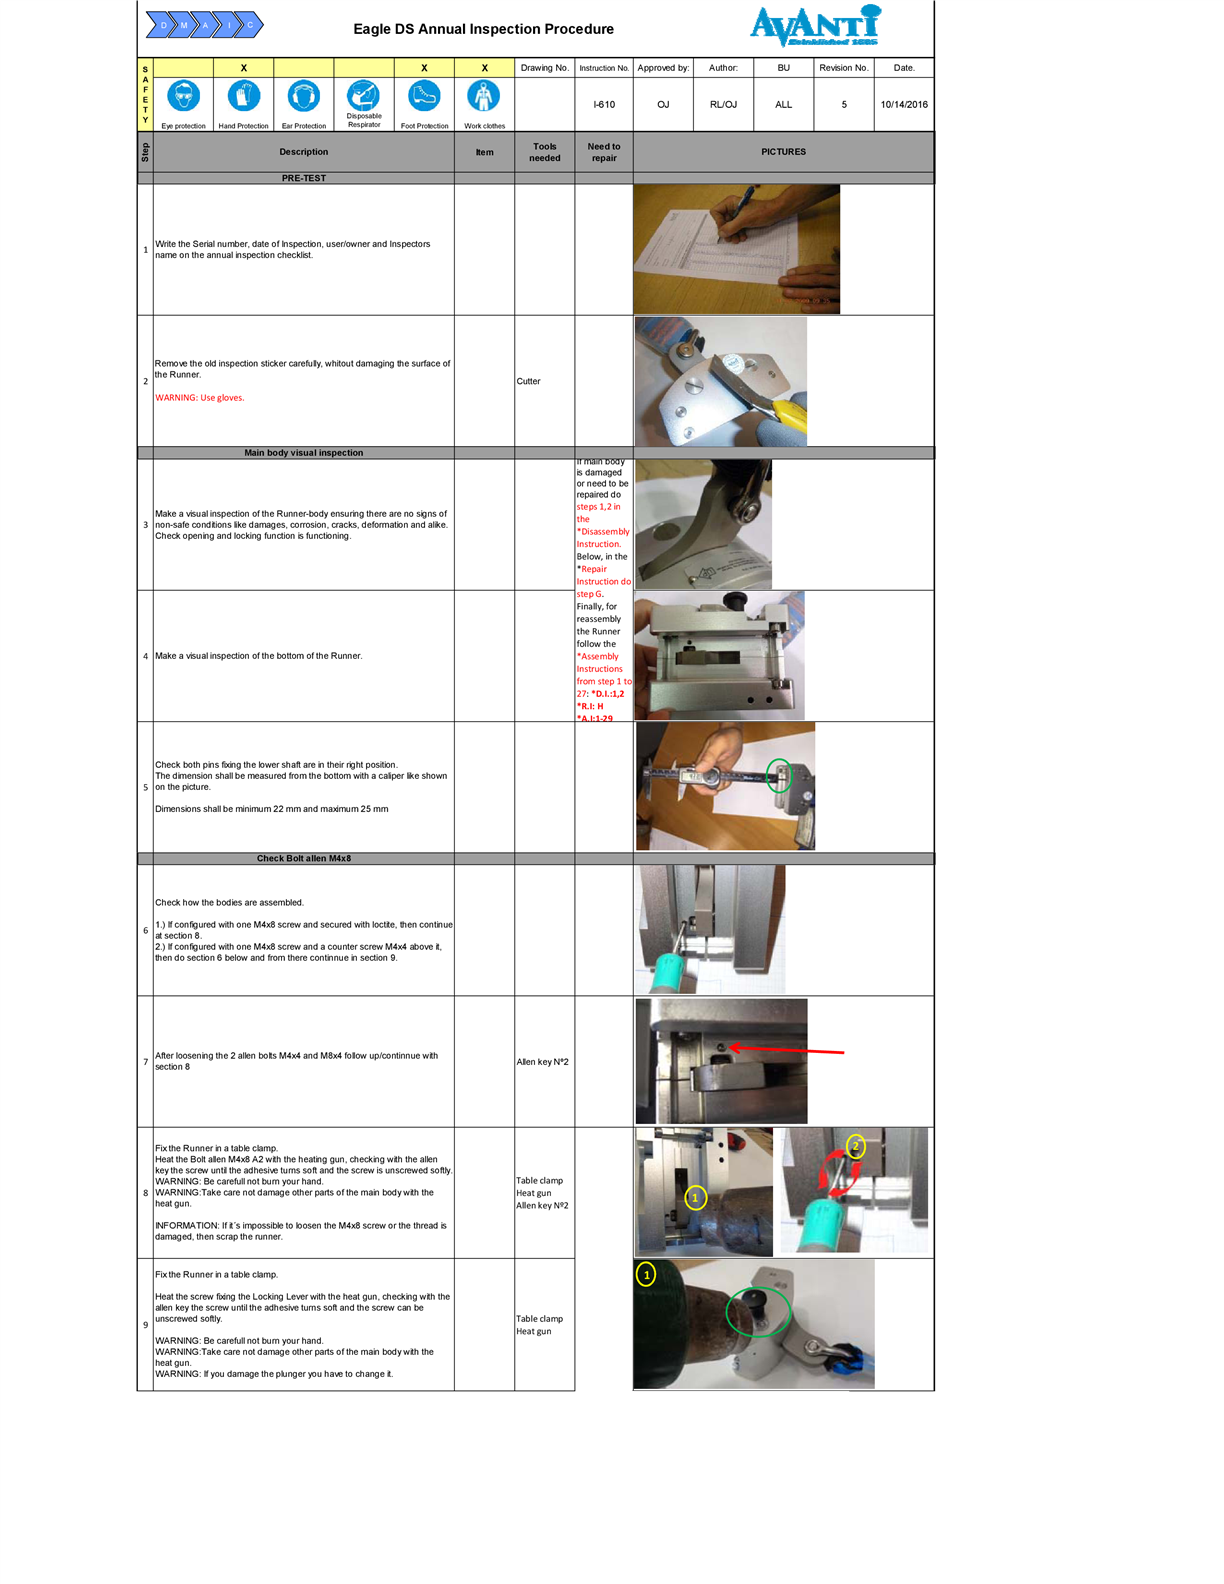 D M A I C
Eagle DS Annual Inspection Procedure
AVANTI
Established 1885
SAFETY
X
X
X
Drawing No.
Instruction No.
Approved by:
Author:
BU
Revision No.
Date.
Eye protection
Hand Protection
Ear Protection
Disposable
Respirator
Foot Protection
Work clothes
I-610
OJ
RL/OJ
ALL
5
10/14/2016
Step
Description
Item
Tools
needed
Need to
repair
PICTURES
PRE-TEST
1
Write the Serial number, date of Inspection, user/owner and Inspectors
name on the annual inspection checklist.
2
Remove the old inspection sticker carefully, whitout damaging the surface of
the Runner.
WARNING: Use gloves.
Cutter
Main body visual inspection
3
Make a visual inspection of the Runner-body ensuring there are no signs of
non-safe conditions like damages, corrosion, cracks, deformation and alike.
Check opening and locking function is functioning.
If main body
is damaged
or need to be
repaired do
steps 1,2 in
the
*Disassembly
Instruction.
Below, in the
*Repair
Instruction do
step G.
Finally, for
reassembly
the Runner
follow the
*Assembly
Instructions
from step 1 to
27: *D.I.:1,2
*R.I: H
*A.I:1-29
4
Make a visual inspection of the bottom of the Runner.
5
Check both pins fixing the lower shaft are in their right position.
The dimension shall be measured from the bottom with a caliper like shown
on the picture.
Dimensions shall be minimum 22 mm and maximum 25 mm
Check Bolt allen M4x8
6
Check how the bodies are assembled.
1.) If configured with one M4x8 screw and secured with loctite, then continue
at section 8.
2.) If configured with one M4x8 screw and a counter screw M4x4 above it,
then do section 6 below and from there continnue in section 9.
7
After loosening the 2 allen bolts M4x4 and M8x4 follow up/continnue with
section 8
Allen key Nº2
8
Fix the Runner in a table clamp.
Heat the Bolt allen M4x8 A2 with the heating gun, checking with the allen
key the screw until the adhesive turns soft and the screw is unscrewed softly.
WARNING: Be carefull not burn your hand.
WARNING:Take care not damage other parts of the main body with the
heat gun.
INFORMATION: If it´s impossible to loosen the M4x8 screw or the thread is
damaged, then scrap the runner.
Table clamp
Heat gun
Allen key Nº2
1
2
9
Fix the Runner in a table clamp.
Heat the screw fixing the Locking Lever with the heat gun, checking with the
allen key the screw until the adhesive turns soft and the screw can be
unscrewed softly.
WARNING: Be carefull not burn your hand.
WARNING:Take care not damage other parts of the main body with the
heat gun.
WARNING: If you damage the plunger you have to change it.
Table clamp
Heat gun
1